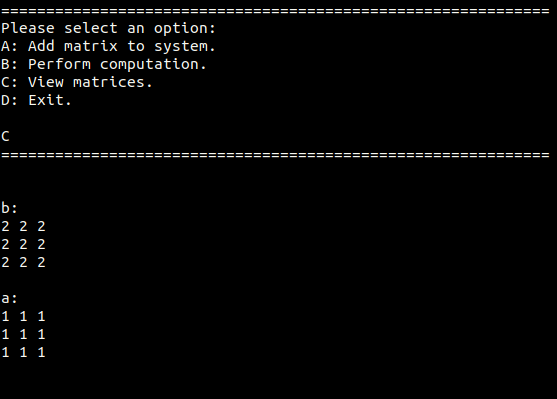 =============================================================
Please select an option:
A: Add matrix to system.
B: Perform computation.
C: View matrices.
D: Exit.
C
=============================================================
b:
2 2 2
2 2 2
2 2 2
a:
1 1 1
1 1 1
1 1 1